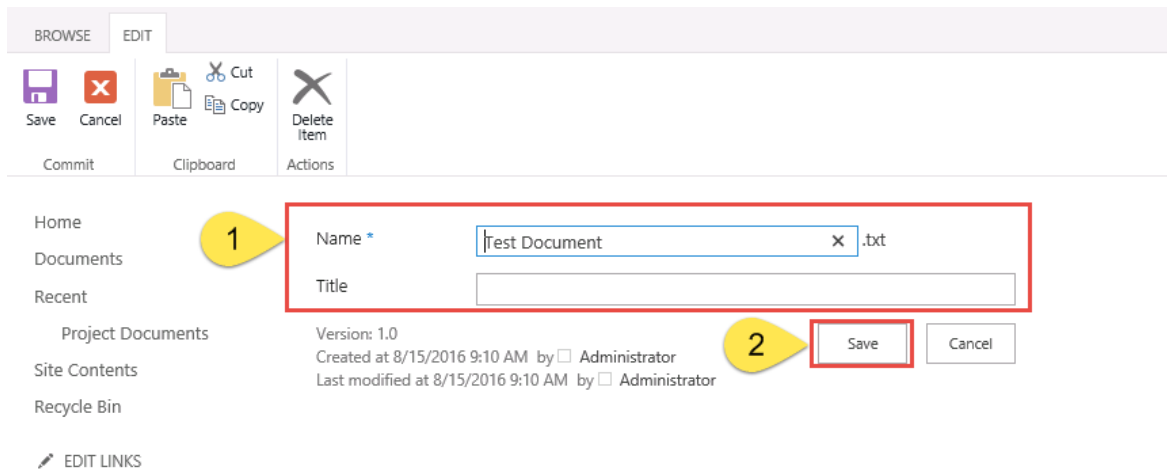 BROWSE EDIT
Save Cancel Paste Cut Copy Delete Item
Commit Clipboard Actions
Home
Documents
Recent
Project Documents
Site Contents
Recycle Bin
EDIT LINKS
1
Name * Test Document .txt
Title
Version: 1.0
Created at 8/15/2016 9:10 AM by Administrator
Last modified at 8/15/2016 9:10 AM by Administrator
2
Save Cancel